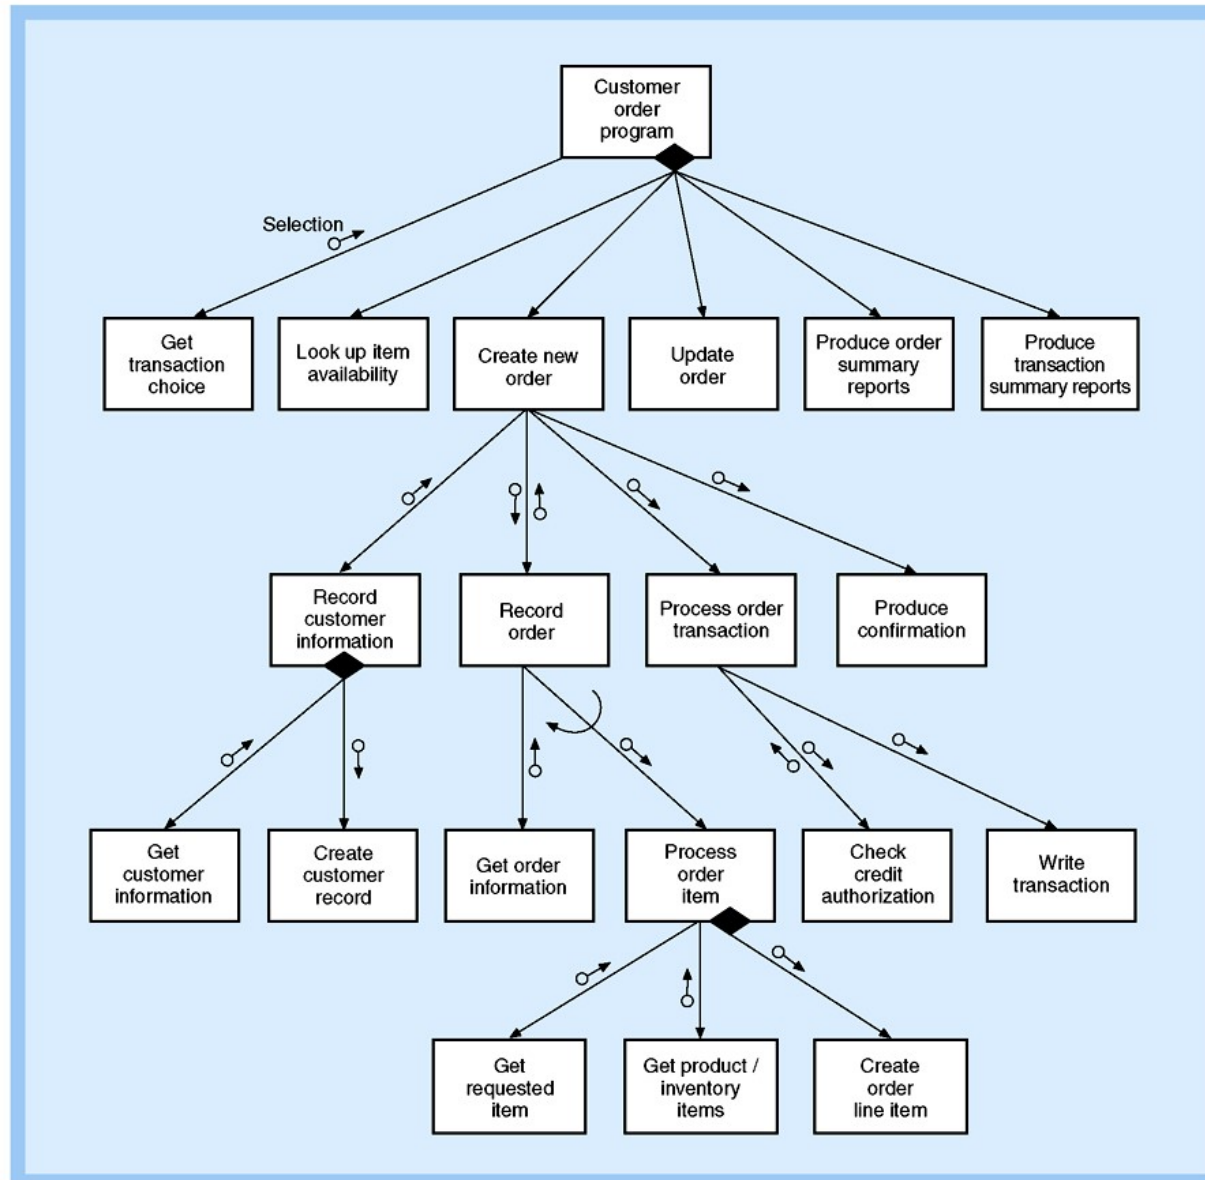 Customer
order
program
Selection
Get
transaction
choice
Look up item
availability
Create new
order
Update
order
Produce order
summary
reports
Produce
transaction
summary reports
Record
customer
information
Record
order
Process order
transaction
Produce
confirmation
Get
customer
information
Create
customer
record
Get order
information
Process
order
item
Check
credit
authorization
Write
transaction
Get
requested
item
Get product /
inventory
items
Create
order
line item